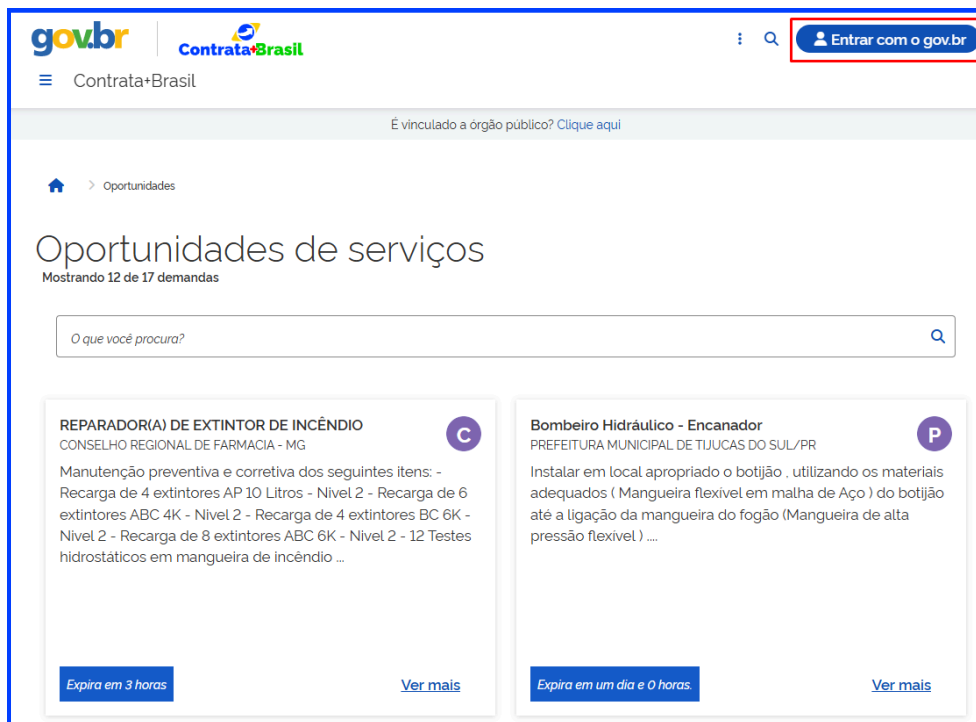 gov.br
Contrata+Brasil
Entrar com o gov.br
Contrata+Brasil
É vinculado a órgão público? Clique aqui
Oportunidades
Oportunidades de serviços
Mostrando 12 de 17 demandas
O que você procura?
REPARADOR(A) DE EXTINTOR DE INCÊNDIO
CONSELHO REGIONAL DE FARMACIA - MG
C
Manutenção preventiva e corretiva dos seguintes itens: -
Recarga de 4 extintores AP 10 Litros - Nivel 2 - Recarga de 6
extintores ABC 4K - Nivel 2 - Recarga de 4 extintores BC 6K -
Nivel 2 - Recarga de 8 extintores ABC 6K - Nivel 2 - 12 Testes
hidrostáticos em mangueira de incêndio ...
Expira em 3 horas
Ver mais
Bombeiro Hidráulico - Encanador
PREFEITURA MUNICIPAL DE TIJUCAS DO SUL/PR
P
Instalar em local apropriado o botijão , utilizando os materiais
adequados ( Mangueira flexível em malha de Aço ) do botijão
até a ligação da mangueira do fogão (Mangueira de alta
pressão flexível ) ....
Expira em um dia e 0 horas.
Ver mais